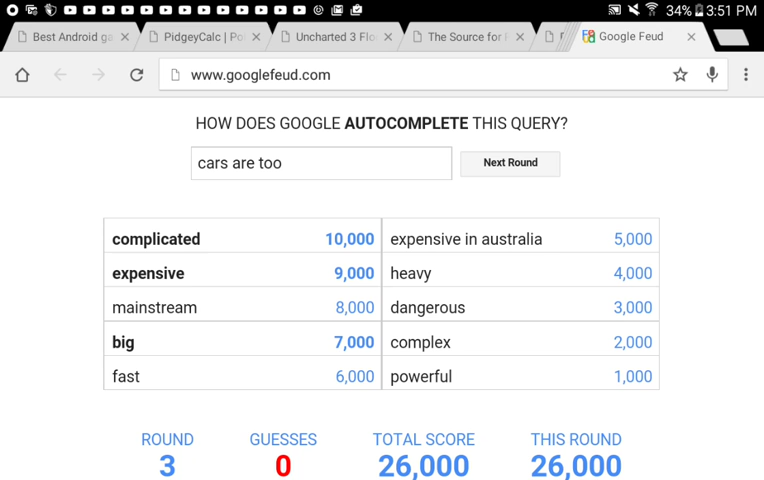 34% 3:51 PM
Best Android ga
PidgeyCalc | Po
Uncharted 3 Flo
The Source for F
Google Feud
www.googlefeud.com
HOW DOES GOOGLE AUTOCOMPLETE THIS QUERY?
cars are too
Next Round
complicated 10,000
expensive 9,000
mainstream 8,000
big 7,000
fast 6,000
expensive in australia 5,000
heavy 4,000
dangerous 3,000
complex 2,000
powerful 1,000
ROUND
3
GUESSES
0
TOTAL SCORE
26,000
THIS ROUND
26,000